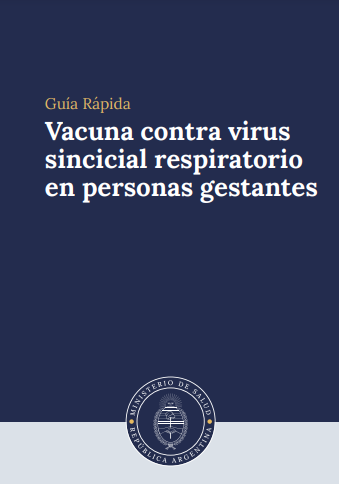 Guía Rápida
Vacuna contra virus
sincicial respiratorio
en personas gestantes
MINISTERIO DE SALUD
REPÚBLICA ARGENTINA